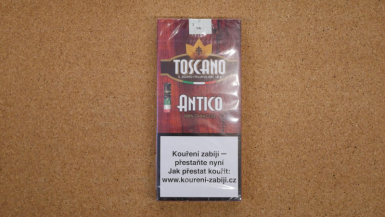 TOSCANO
ANTICO
Kouření zabíjí –
přestaňte nyní
Jak přestat kouřit:
www.koureni-zabiji.cz